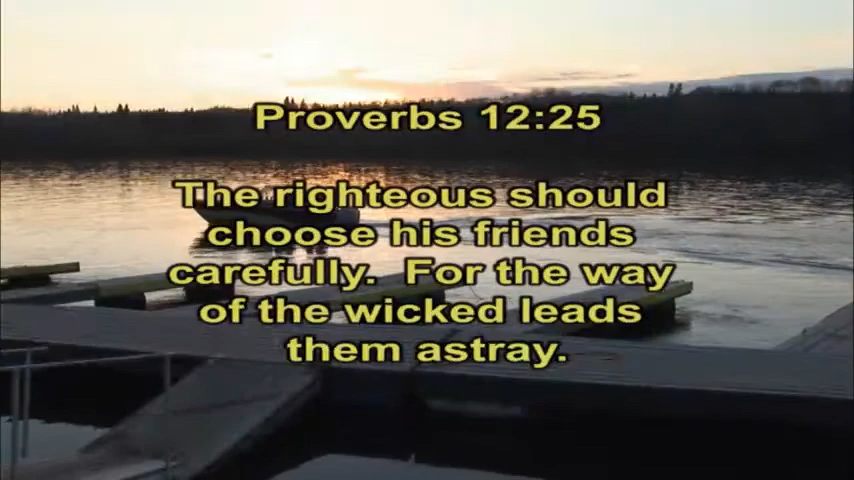 Proverbs 12:25
The righteous should
choose his friends
carefully. For the way
of the wicked leads
them astray.